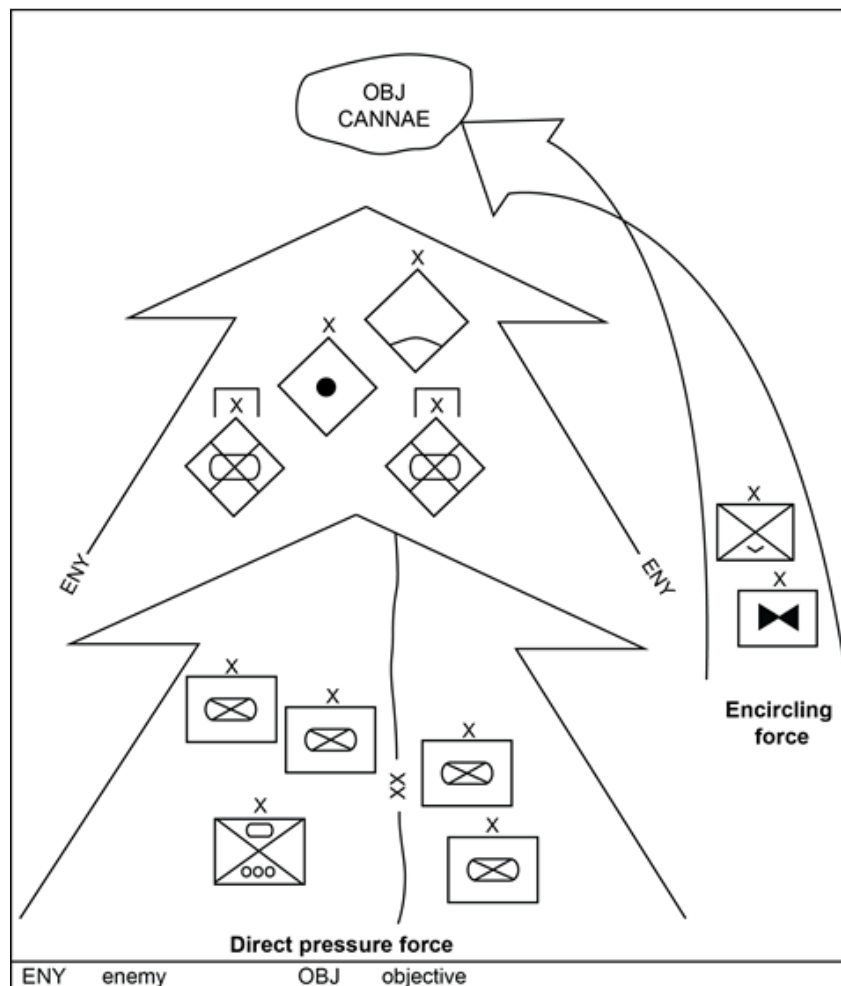 OBJ
CANNAE
X
X
X
X
ENY
ENY
X
X
Encircling
force
X
X
X
XX
X
X
Direct pressure force
ENY enemy OBJ objective